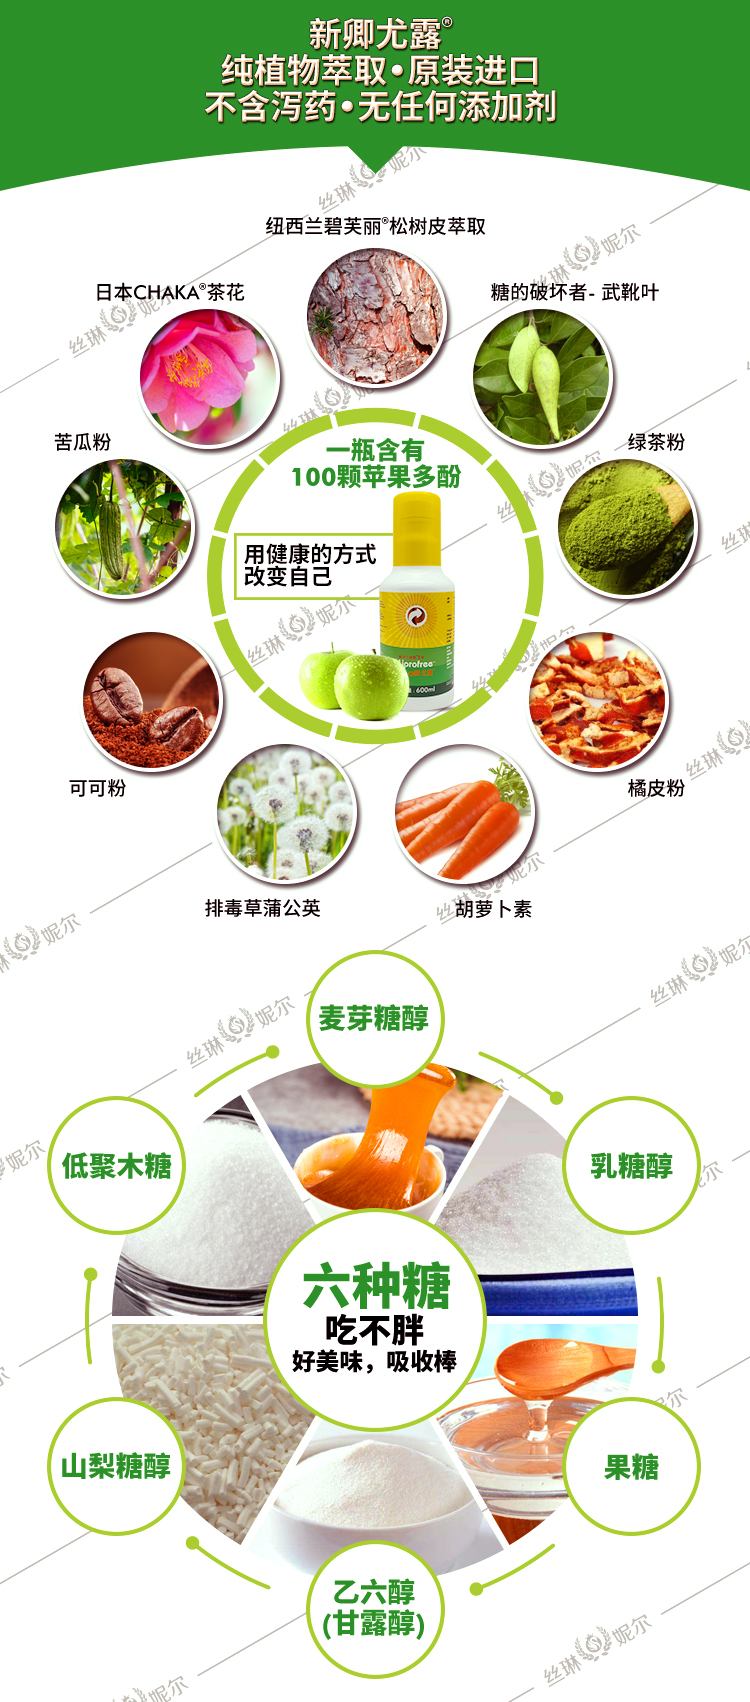 新卿尤露®
纯植物萃取•原装进口
不含泻药•无任何添加剂
纽西兰碧芙丽®松树皮萃取
日本CHAKA®茶花
糖的破坏者- 武靴叶
苦瓜粉
绿茶粉
一瓶含有
100颗苹果多酚
用健康的方式
改变自己
600ml
可可粉
橘皮粉
排毒草蒲公英
胡萝卜素
麦芽糖醇
低聚木糖
乳糖醇
六种糖
吃不胖
好美味，吸收棒
山梨糖醇
果糖
乙六醇
(甘露醇)
丝琳妮尔